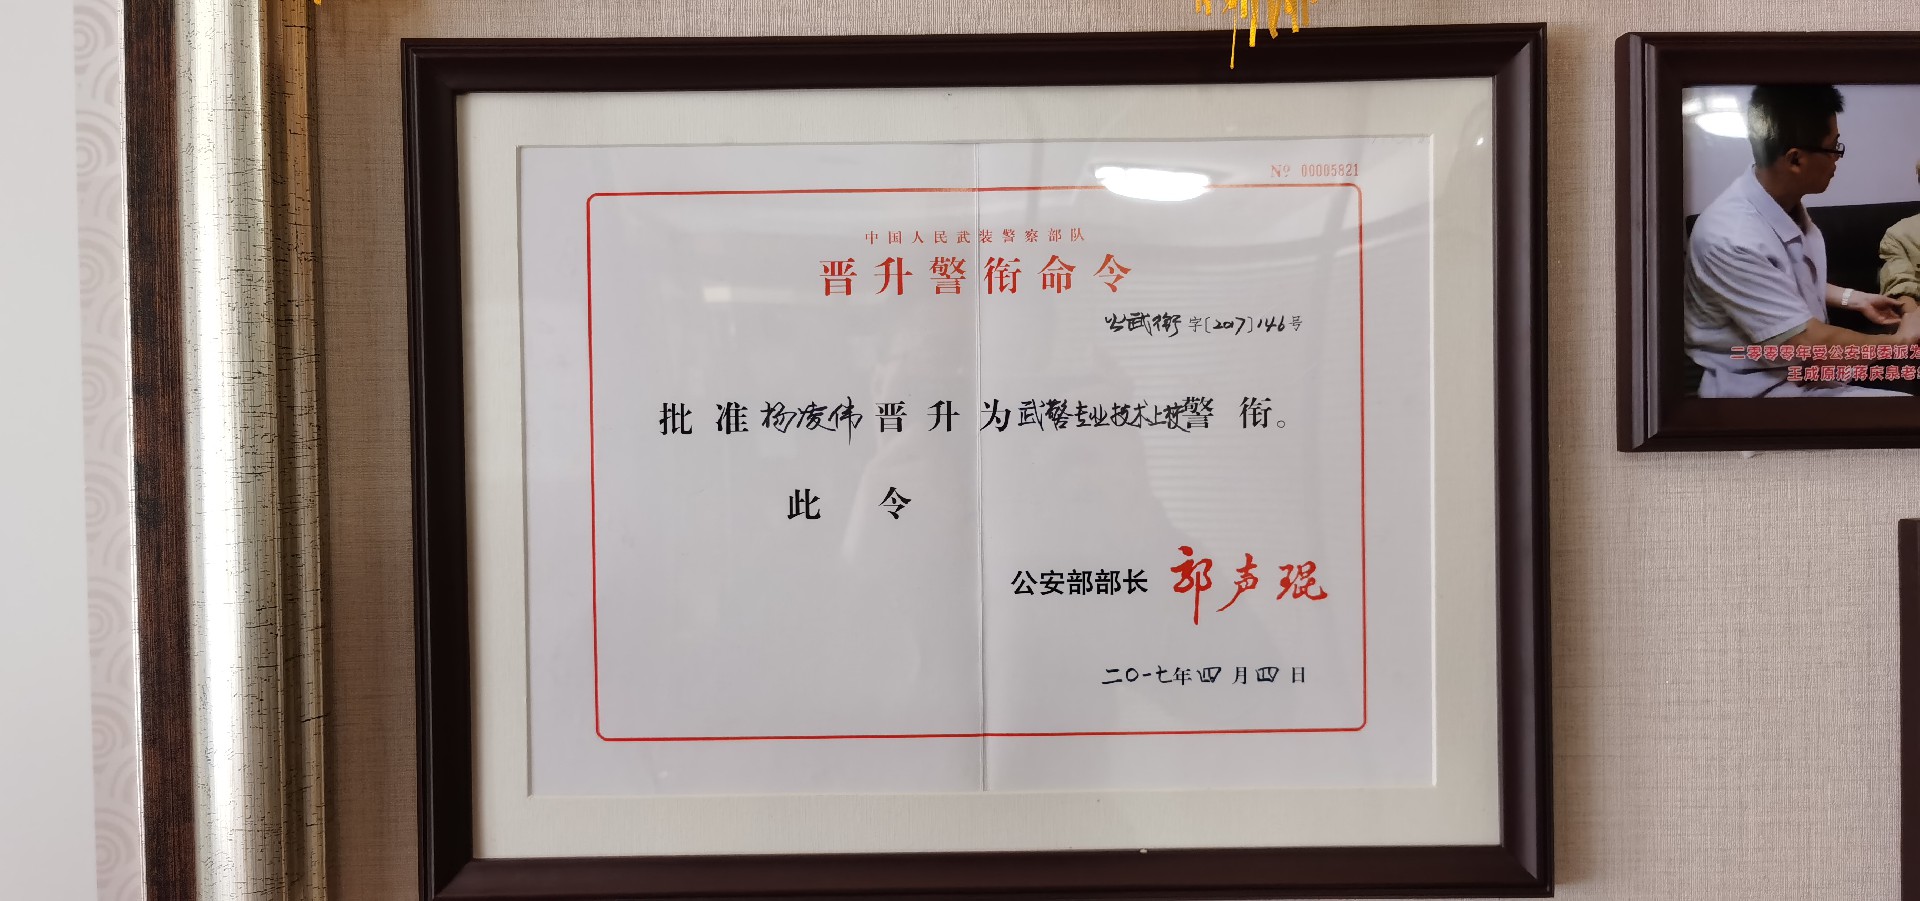 Nº 00005821
中国人民武装警察部队
晋升警衔命令
公武衔字[2017]146号
批准杨凌伟晋升为武警专业技术上校警衔。
此令
公安部部长 郭声琨
二〇一七年四月四日
二零零零年受公安部委派为
王成原形蒋庆泉老